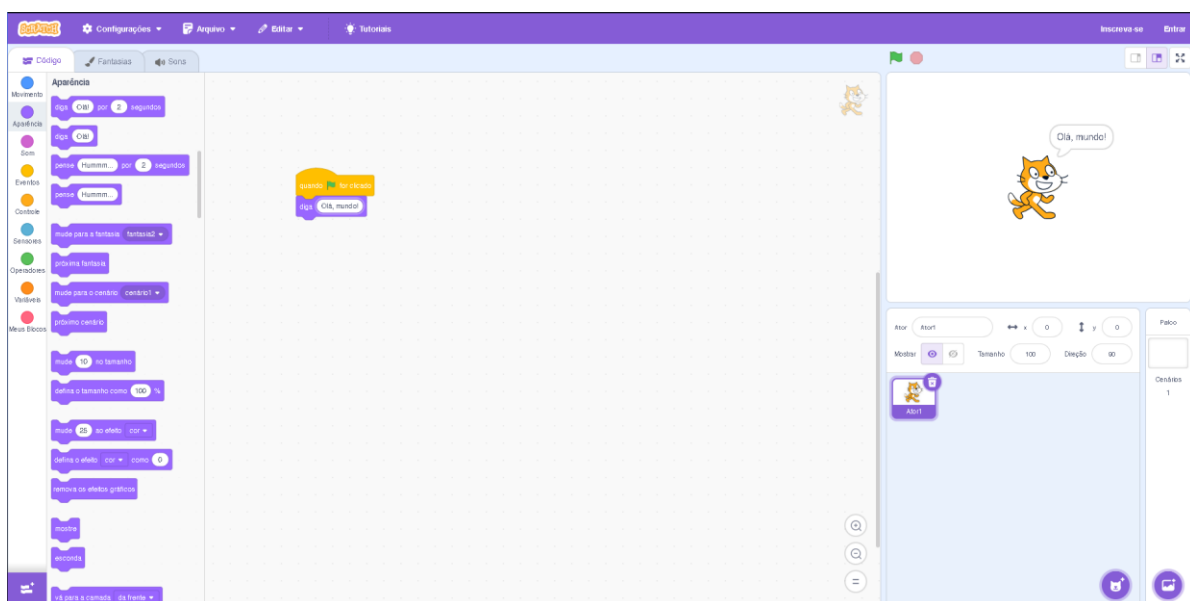 SCRATCH Configurações Arquivo Editar Tutoriais Inscreva-se Entrar
Código Fantasias Sons
Movimento
Aparência
Som
Eventos
Controle
Sensores
Operadores
Variáveis
Meus Blocos
Aparência
diga Olá! por 2 segundos
diga Olá!
pense Hummm... por 2 segundos
pense Hummm...
mude para a fantasia fantasia2
próxima fantasia
mude para o cenário cenário1
próximo cenário
mude 10 no tamanho
defina o tamanho como 100 %
mude 25 ao efeito cor
defina o efeito cor como 0
remova os efeitos gráficos
mostre
esconda
vá para a camada da frente
quando for clicado
diga Olá, mundo!
Olá, mundo!
Ator Ator1 x 0 y 0
Mostrar Tamanho 100 Direção 90
Ator1
Palco
Cenários
1